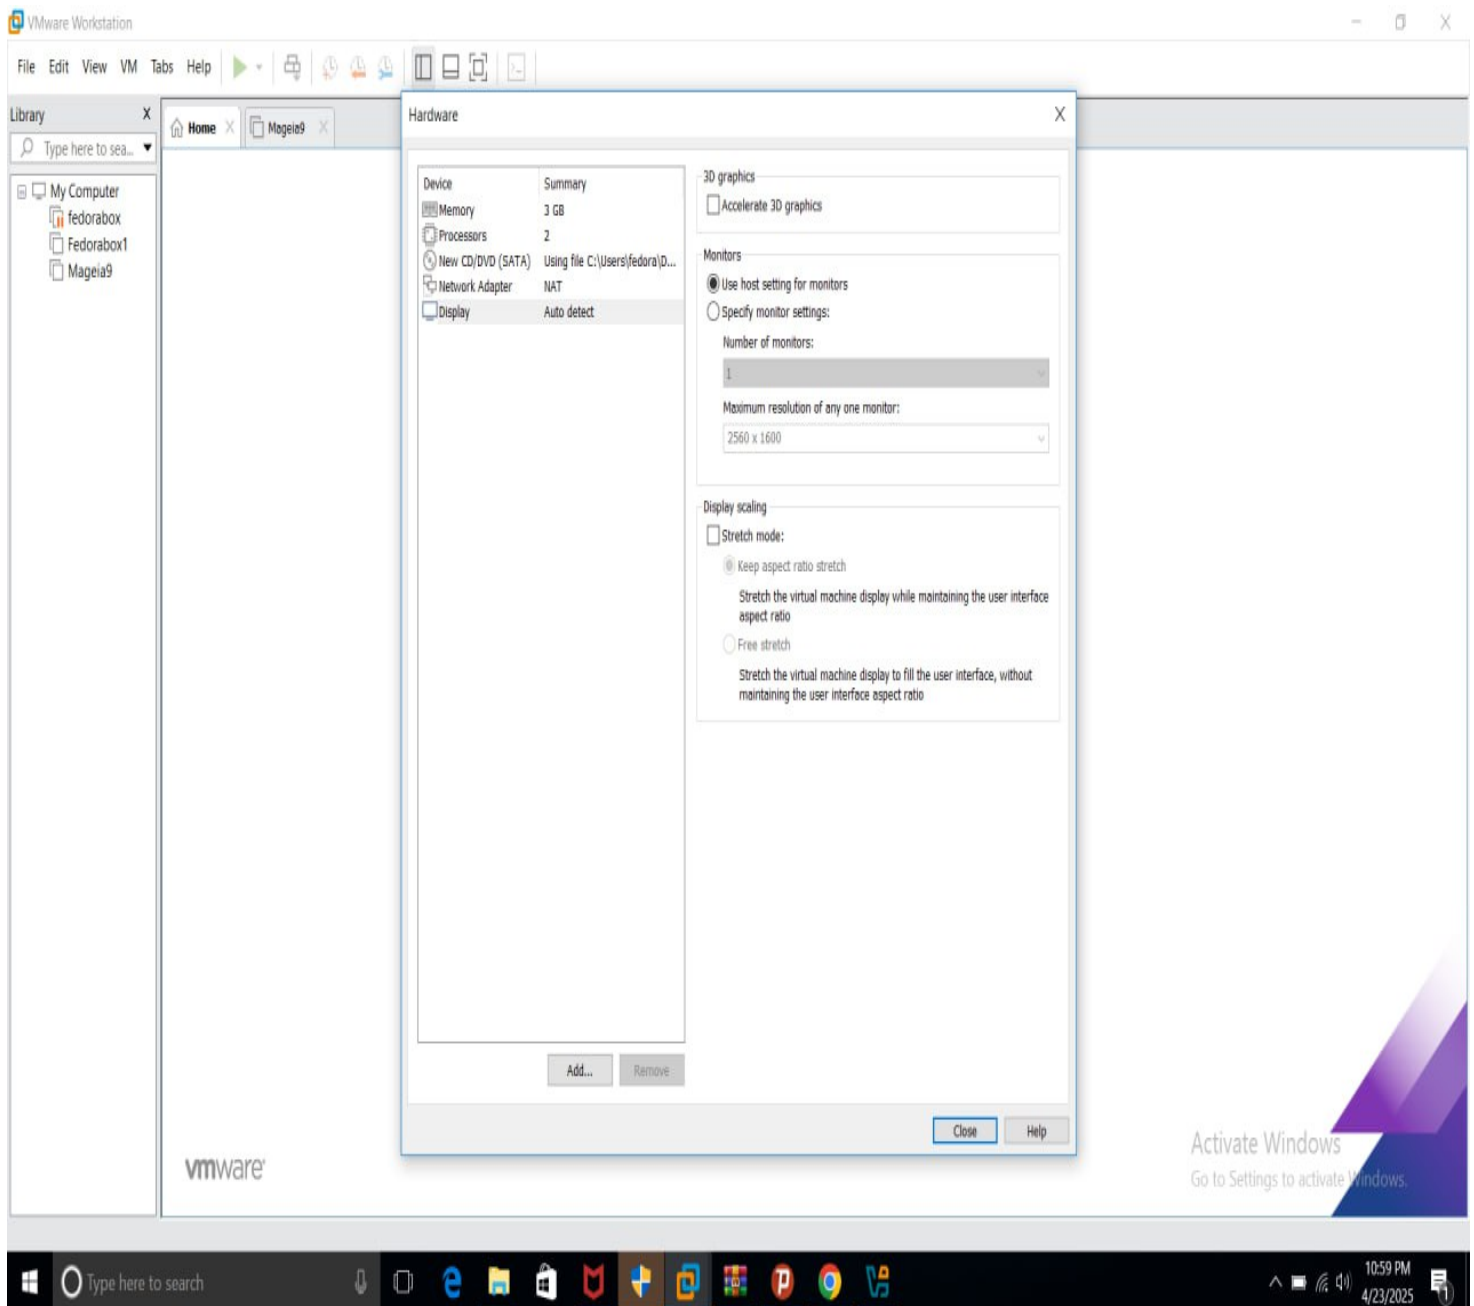 VMware Workstation
File Edit View VM Tabs Help
Library X
Type here to sea...
My Computer
fedorabox
Fedorabox1
Mageia9
Home
Mageia9
Hardware
Device Summary
Memory 3 GB
Processors 2
New CD/DVD (SATA) Using file C:\Users\fedora\D...
Network Adapter NAT
Display Auto detect
Add... Remove
3D graphics
Accelerate 3D graphics
Monitors
Use host setting for monitors
Specify monitor settings:
Number of monitors:
1
Maximum resolution of any one monitor:
2560 x 1600
Display scaling
Stretch mode:
Keep aspect ratio stretch
Stretch the virtual machine display while maintaining the user interface
aspect ratio
Free stretch
Stretch the virtual machine display to fill the user interface, without
maintaining the user interface aspect ratio
Close Help
vmware
Activate Windows
Go to Settings to activate Windows.
Type here to search
10:59 PM
4/23/2025
1